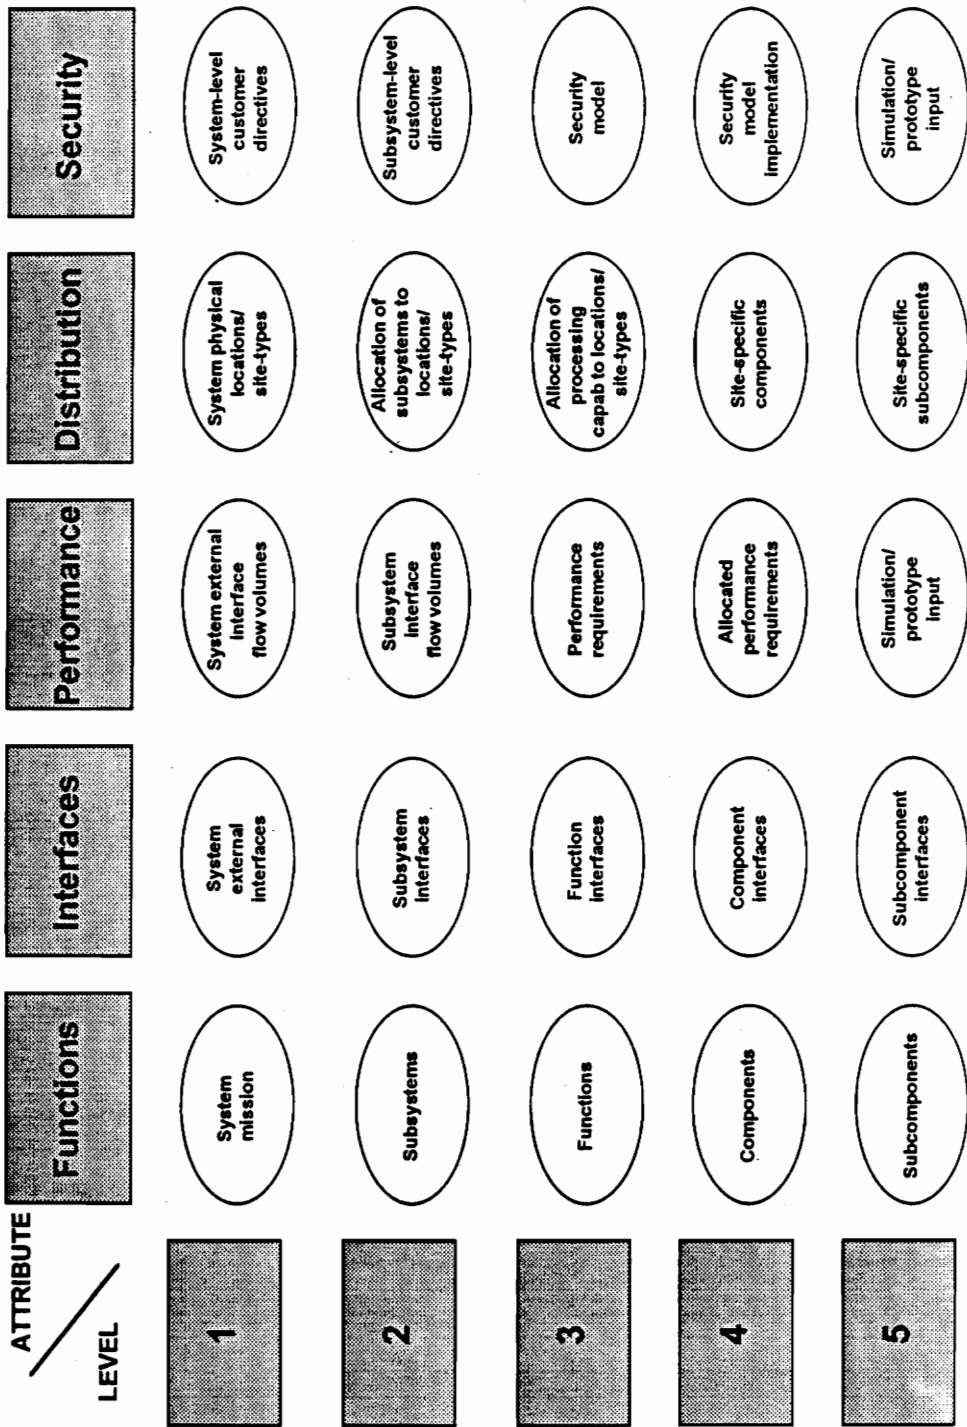 ATTRIBUTE
LEVEL
Functions
Interfaces
Performance
Distribution
Security
1
System
mission
System
external
interfaces
System external
interface
flow volumes
System physical
locations/
site-types
System-level
customer
directives
2
Subsystems
Subsystem
interfaces
Subsystem
interface
flow volumes
Allocation of
subsystems to
locations/
site-types
Subsystem-level
customer
directives
3
Functions
Function
interfaces
Performance
requirements
Allocation of
processing
capab to locations/
site-types
Security
model
4
Components
Component
interfaces
Allocated
performance
requirements
Site-specific
components
Security
model
implementation
5
Subcomponents
Subcomponent
interfaces
Simulation/
prototype
input
Site-specific
subcomponents
Simulation/
prototype
input